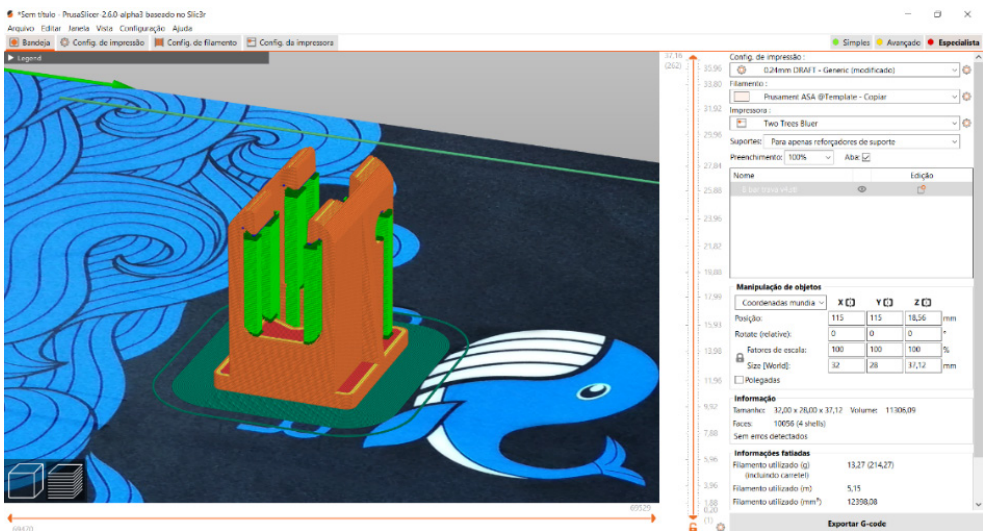 *Sem título - PrusaSlicer-2.6.0-alpha3 baseado no Slic3r
Arquivo Editar Janela Vista Configuração Ajuda
Bandeja Config. de impressão Config. de filamento Config. da impressora Simples Avançado Especialista
Legend
37,16
(262)
35,96
33,80
31,92
27,84
25,88
23,96
21,82
19,80
17,99
15,93
13,98
11,96
9,92
7,88
5,96
3,96
1,88
0,20
(1)
69529
69470
Config. de impressão :
0.24mm DRAFT - Generic (modificado)
Filamento :
Prusament ASA @Template - Copiar
Impressora :
Two Trees Bluer
Suportes: Para apenas reforçadores de suporte
Preenchimento: 100% Aba:
Nome Edição
Manipulação de objetos
Coordenadas mundia X Y Z
Posição: 115 115 18,56 mm
Rotate (relative): 0 0 0 °
Fatores de escala: 100 100 100 %
Size [World]: 32 28 37,12 mm
Polegadas
Informação
Tamanho: 32,00 x 28,00 x 37,12 Volume: 11306,09
Faces: 10056 (4 shells)
Sem erros detectados
Informações fatiadas
Filamento utilizado (g) 13,27 (214,27)
(incluindo carretel)
Filamento utilizado (m) 5,15
Filamento utilizado (mm³) 12398,08
Exportar G-code